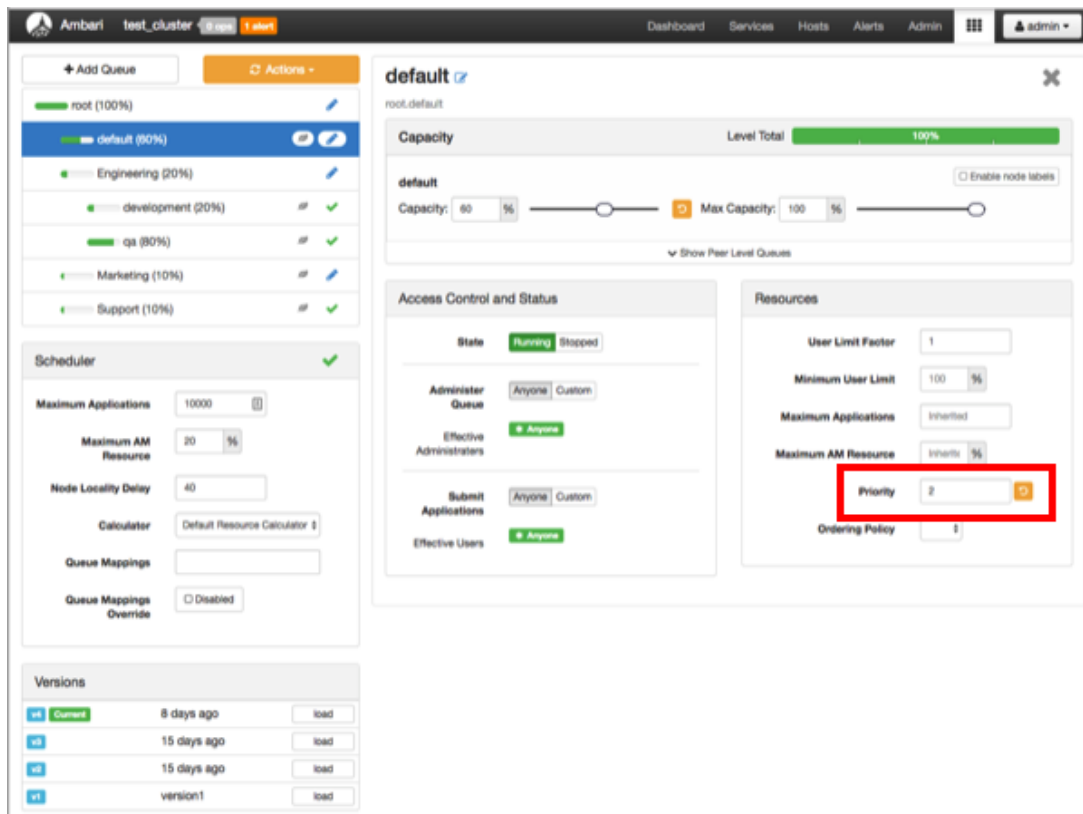 Ambari test_cluster 0 ops 1 alert Dashboard Services Hosts Alerts Admin admin
+ Add Queue Actions
root (100%)
default (60%)
Engineering (20%)
development (20%)
qa (80%)
Marketing (10%)
Support (10%)
Scheduler
Maximum Applications 10000
Maximum AM Resource 20 %
Node Locality Delay 40
Calculator Default Resource Calculator
Queue Mappings
Queue Mappings Override Disabled
Versions
v4 Current 8 days ago load
v3 15 days ago load
v2 15 days ago load
v1 version1 load
default
root.default
Capacity Level Total 100%
default Enable node labels
Capacity: 60 % Max Capacity: 100 %
Show Peer Level Queues
Access Control and Status
State Running Stopped
Administer Queue Anyone Custom
Effective Administraters Anyone
Submit Applications Anyone Custom
Effective Users Anyone
Resources
User Limit Factor 1
Minimum User Limit 100 %
Maximum Applications Inherited
Maximum AM Resource Inherite %
Priority 2
Ordering Policy